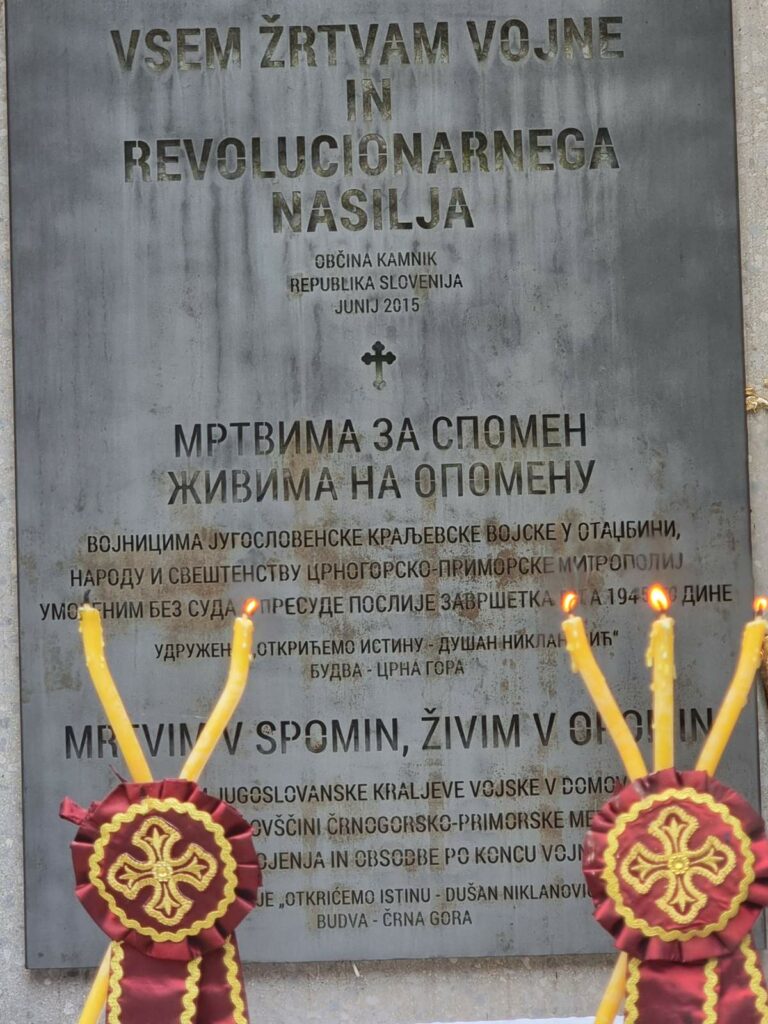 VSEM ŽRTVAM VOJNE
IN
REVOLUCIONARNEGA
NASILJA
OBČINA KAMNIK
REPUBLIKA SLOVENIJA
JUNIJ 2015
МРТВИМА ЗА СПОМЕН
ЖИВИМА НА ОПОМЕНУ
ВОЈНИЦИМА ЈУГОСЛОВЕНСКЕ КРАЉЕВСКЕ ВОЈСКЕ У ОТАЏБИНИ,
НАРОДУ И СВЕШТЕНСТВУ ЦРНОГОРСКО-ПРИМОРСКЕ МИТРОПОЛИЈ
БЕЗ СУДА ПРЕСУДЕ ПОСЛИЈЕ ЗАВРШЕТКА
„ОТКРИЋЕМО ИСТИНУ - ДУШАН
БУДВА - ЦРНА ГОРА
V SPOMIN, ŽIVIM V
JUGOSLOVANSKE KRALJEVE VOJSKE V
ČRNOGORSKO-PRIMORSKE
IN OBSODBE PO KONCU
„OTKRIĆEMO ISTINU - DUŠAN
BUDVA - ČRNA GORA